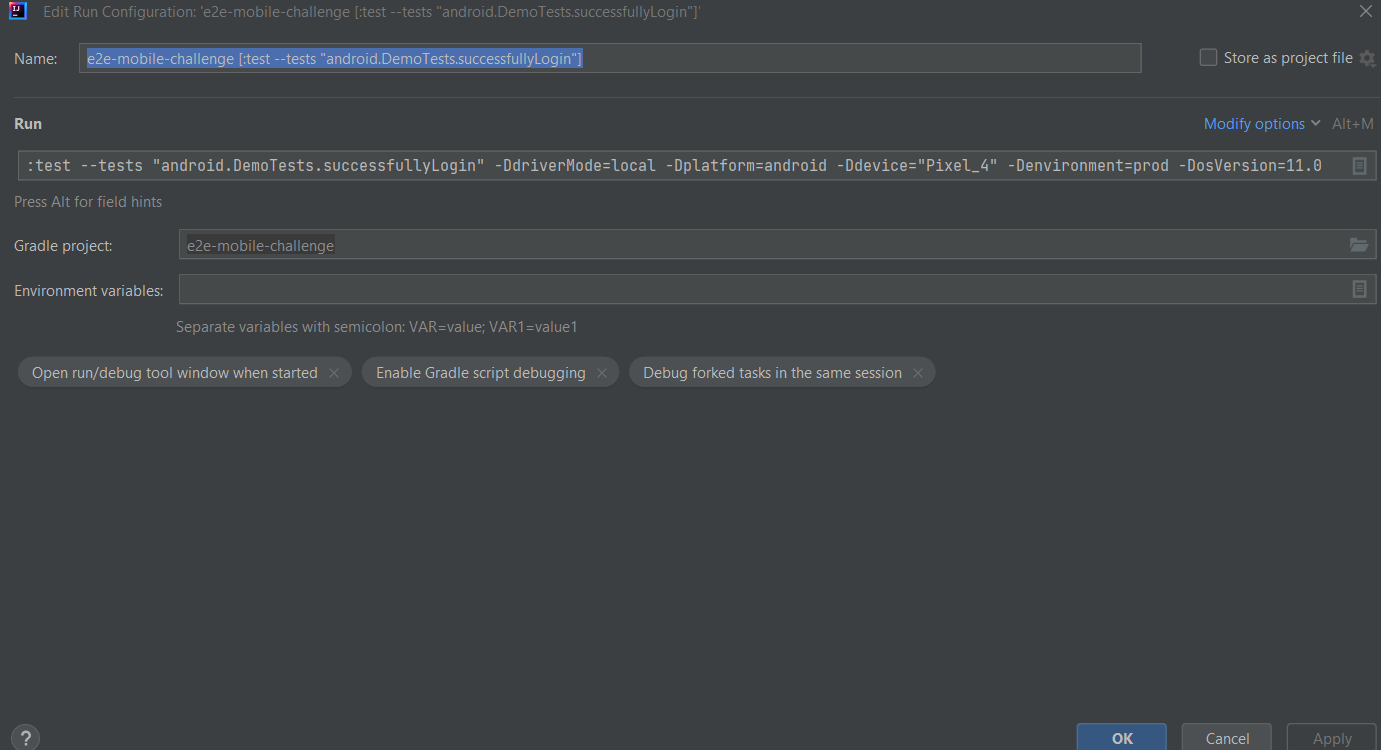 Edit Run Configuration: 'e2e-mobile-challenge [:test --tests "android.DemoTests.successfullyLogin"]'
Name: e2e-mobile-challenge [:test --tests "android.DemoTests.successfullyLogin"] Store as project file
Run Modify options Alt+M
:test --tests "android.DemoTests.successfullyLogin" -DdriverMode=local -Dplatform=android -Ddevice="Pixel_4" -Denvironment=prod -DosVersion=11.0
Press Alt for field hints
Gradle project: e2e-mobile-challenge
Environment variables:
Separate variables with semicolon: VAR=value; VAR1=value1
Open run/debug tool window when started Enable Gradle script debugging Debug forked tasks in the same session
? OK Cancel Apply